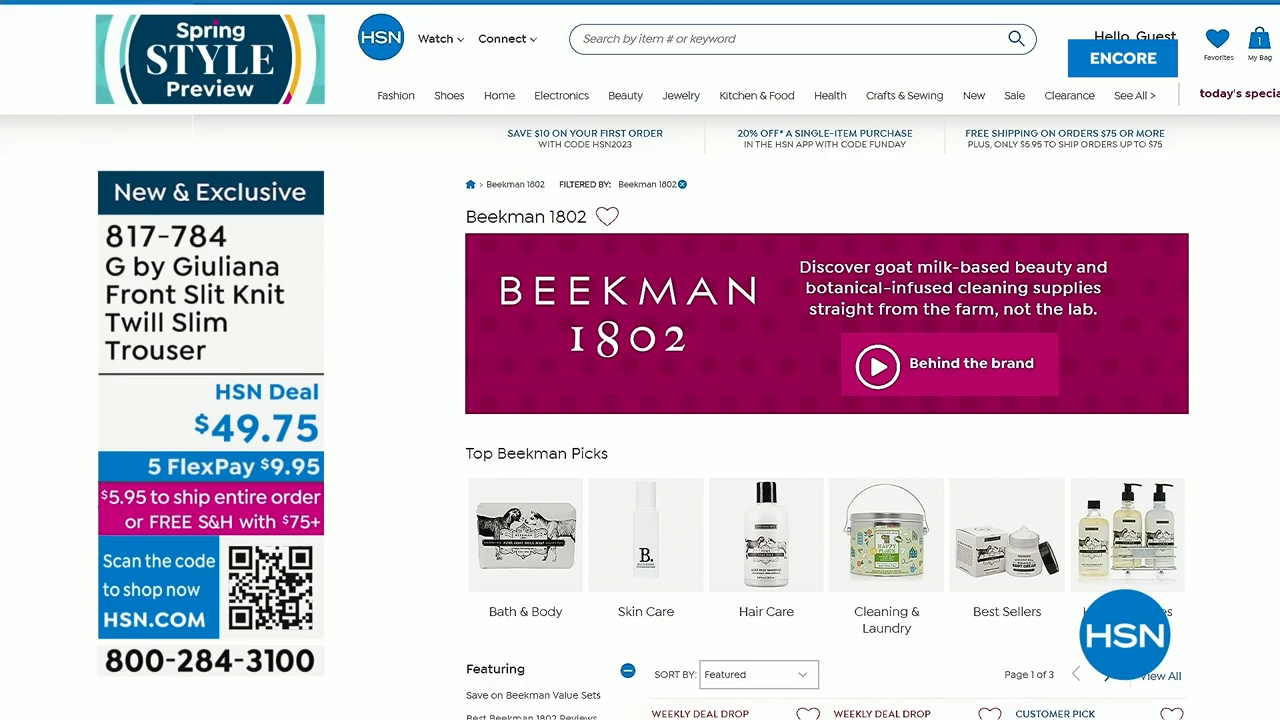 Spring
STYLE
Preview
HSN
Watch
Connect
Search by item # or keyword
Hello, Guest
ENCORE
Favorites
1
My Bag
Fashion
Shoes
Home
Electronics
Beauty
Jewelry
Kitchen & Food
Health
Crafts & Sewing
New
Sale
Clearance
See All >
today's specia
SAVE $10 ON YOUR FIRST ORDER
WITH CODE HSN2023
20% OFF* A SINGLE-ITEM PURCHASE
IN THE HSN APP WITH CODE FUNDAY
FREE SHIPPING ON ORDERS $75 OR MORE
PLUS, ONLY $5.95 TO SHIP ORDERS UP TO $75
New & Exclusive
817-784
G by Giuliana
Front Slit Knit
Twill Slim
Trouser
HSN Deal
$49.75
5 FlexPay $9.95
$5.95 to ship entire order
or FREE S&H with $75+
Scan the code
to shop now
HSN.COM
800-284-3100
> Beekman 1802 FILTERED BY: Beekman 1802
Beekman 1802
BEEKMAN
1802
Discover goat milk-based beauty and
botanical-infused cleaning supplies
straight from the farm, not the lab.
Behind the brand
Top Beekman Picks
B.
Bath & Body
Skin Care
Hair Care
Cleaning &
Laundry
Best Sellers
HSN
Featuring
Save on Beekman Value Sets
Best Beekman 1802 Reviews
SORT BY: Featured
Page 1 of 3
View All
WEEKLY DEAL DROP
WEEKLY DEAL DROP
CUSTOMER PICK